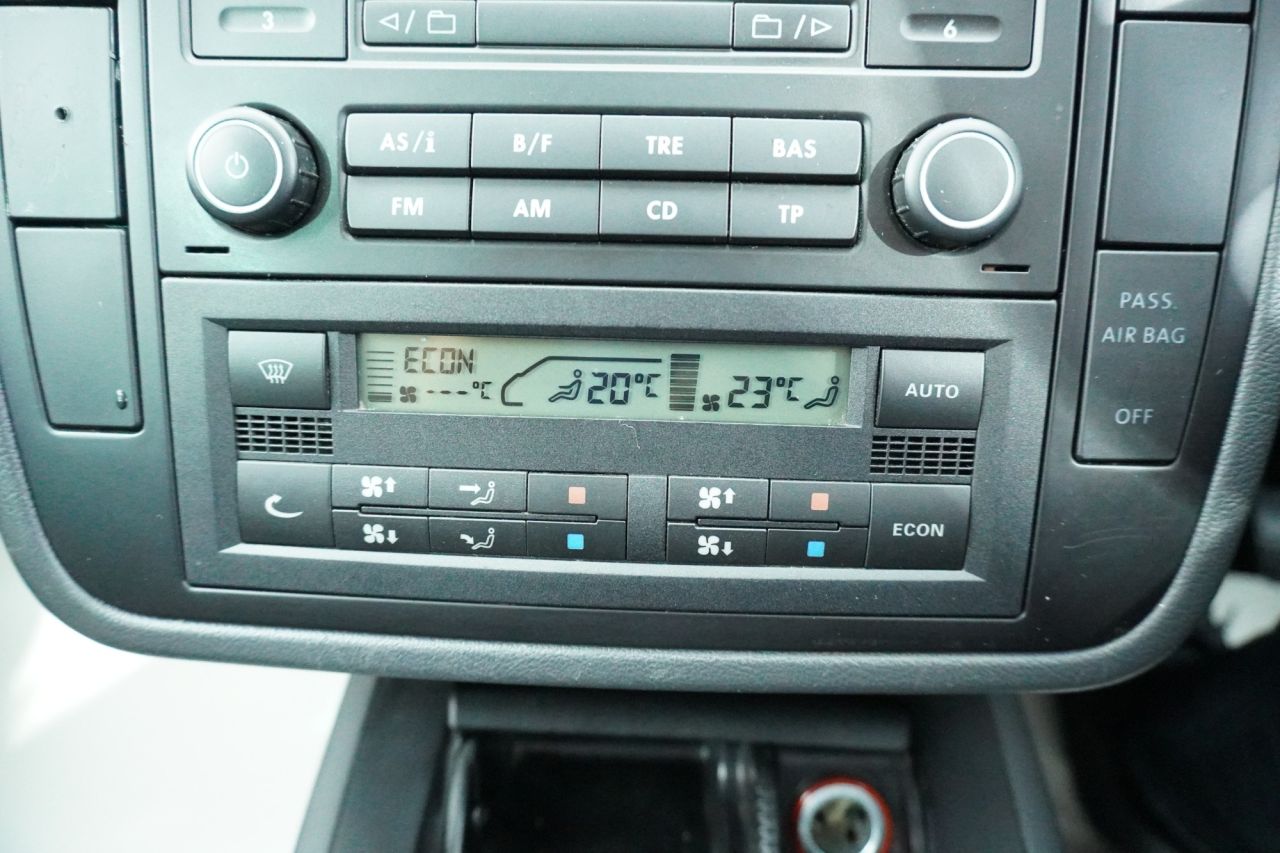 3
6
AS/i B/F TRE BAS
FM AM CD TP
PASS.
AIR BAG
OFF
ECON
---°C 20°C 23°C
AUTO
ECON